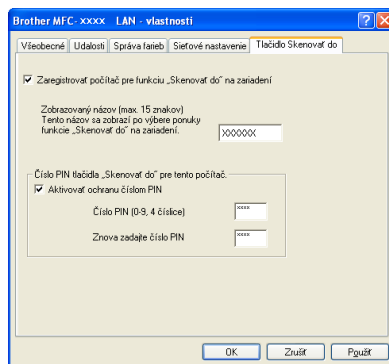 Brother MFC- xxxx LAN - vlastnosti
Všeobecné Udalosti Správa farieb Sieťové nastavenie Tlačidlo Skenovať do
Zaregistrovať počítač pre funkciu „Skenovať do" na zariadení
Zobrazovaný názov (max. 15 znakov)
Tento názov sa zobrazí po výbere ponuky
funkcie „Skenovať do" na zariadení.
XXXXXX
Číslo PIN tlačidla „Skenovať do" pre tento počítač.
Aktivovať ochranu číslom PIN
Číslo PIN (0-9, 4 číslice)
xxxx
Znova zadajte číslo PIN
xxxx
OK Zrušiť Použiť